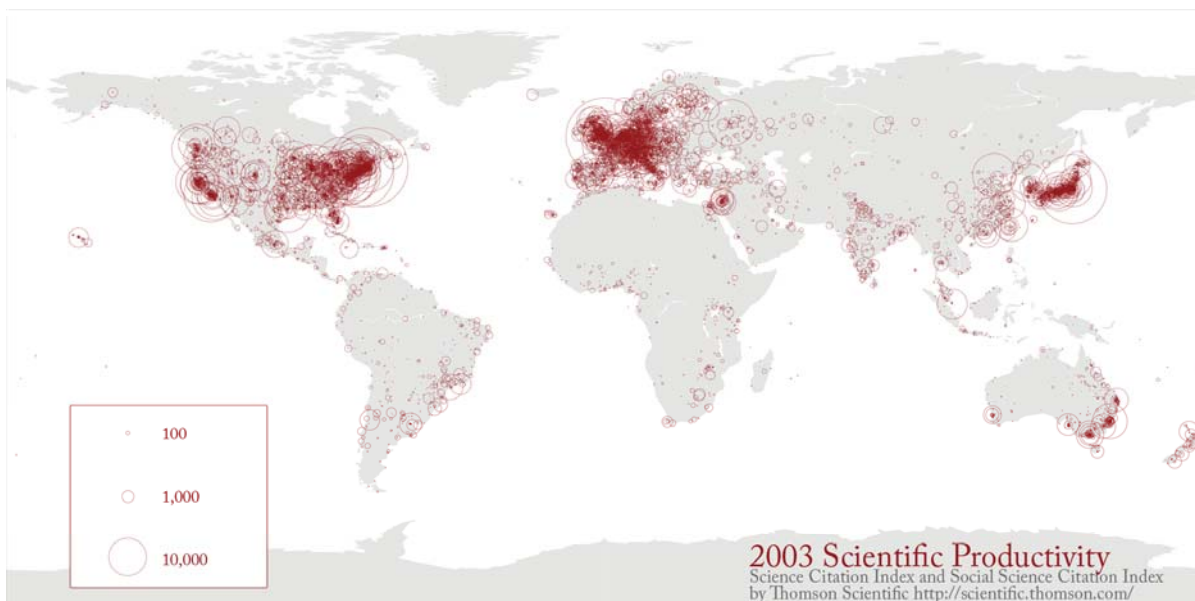 100
1,000
10,000
2003 Scientific Productivity
Science Citation Index and Social Science Citation Index
by Thomson Scientific http://scientific.thomson.com/